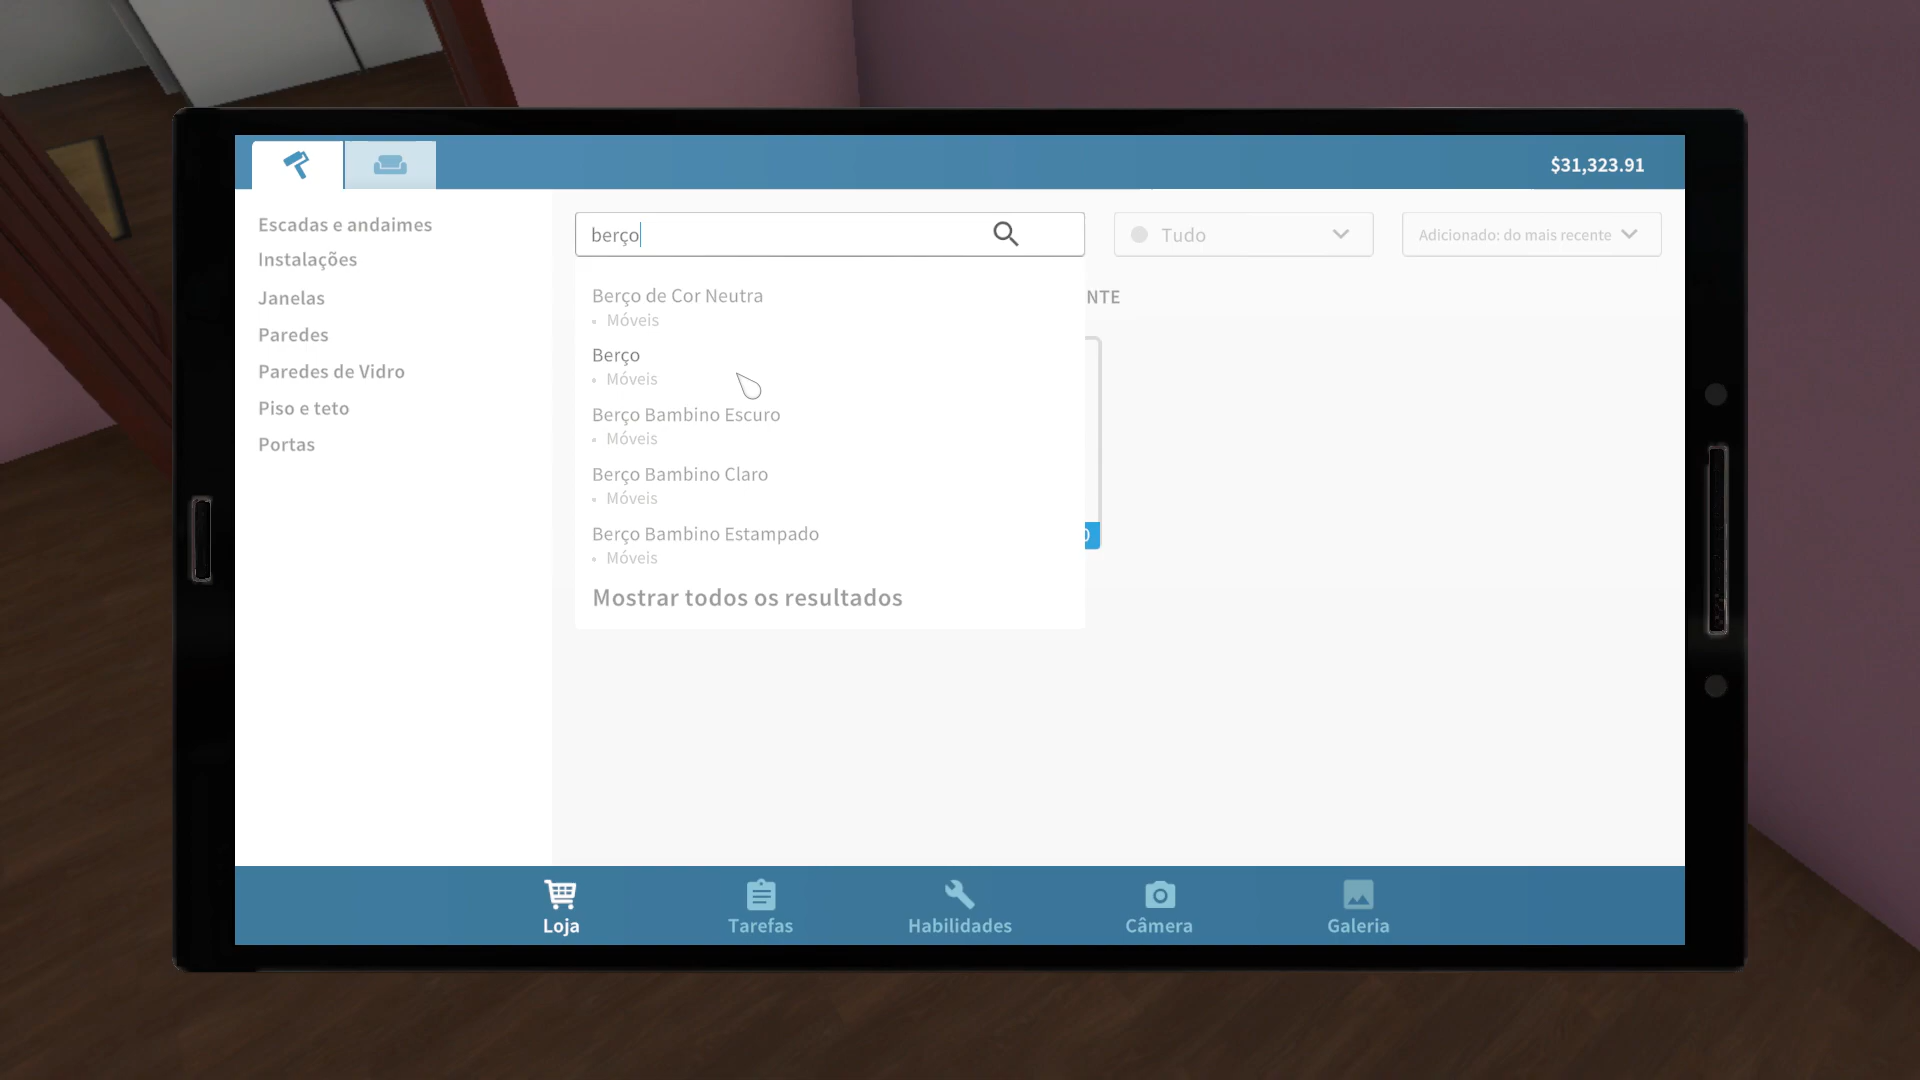 $31,323.91
Escadas e andaimes
Instalações
Janelas
Paredes
Paredes de Vidro
Piso e teto
Portas
berço
Tudo
Adicionado: do mais recente
NTE
Berço de Cor Neutra
• Móveis
Berço
• Móveis
Berço Bambino Escuro
• Móveis
Berço Bambino Claro
• Móveis
Berço Bambino Estampado
• Móveis
Mostrar todos os resultados
Loja
Tarefas
Habilidades
Câmera
Galeria